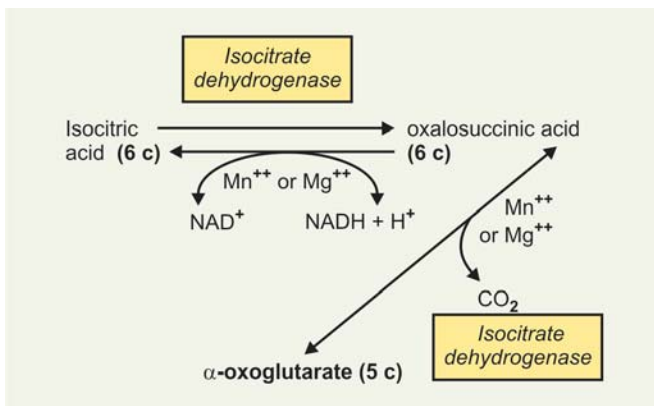 Isocitrate
dehydrogenase
Isocitric
acid (6 c)
oxalosuccinic acid
(6 c)
Mn++ or Mg++
NAD+
NADH + H+
Mn++
or Mg++
CO2
Isocitrate
dehydrogenase
α-oxoglutarate (5 c)